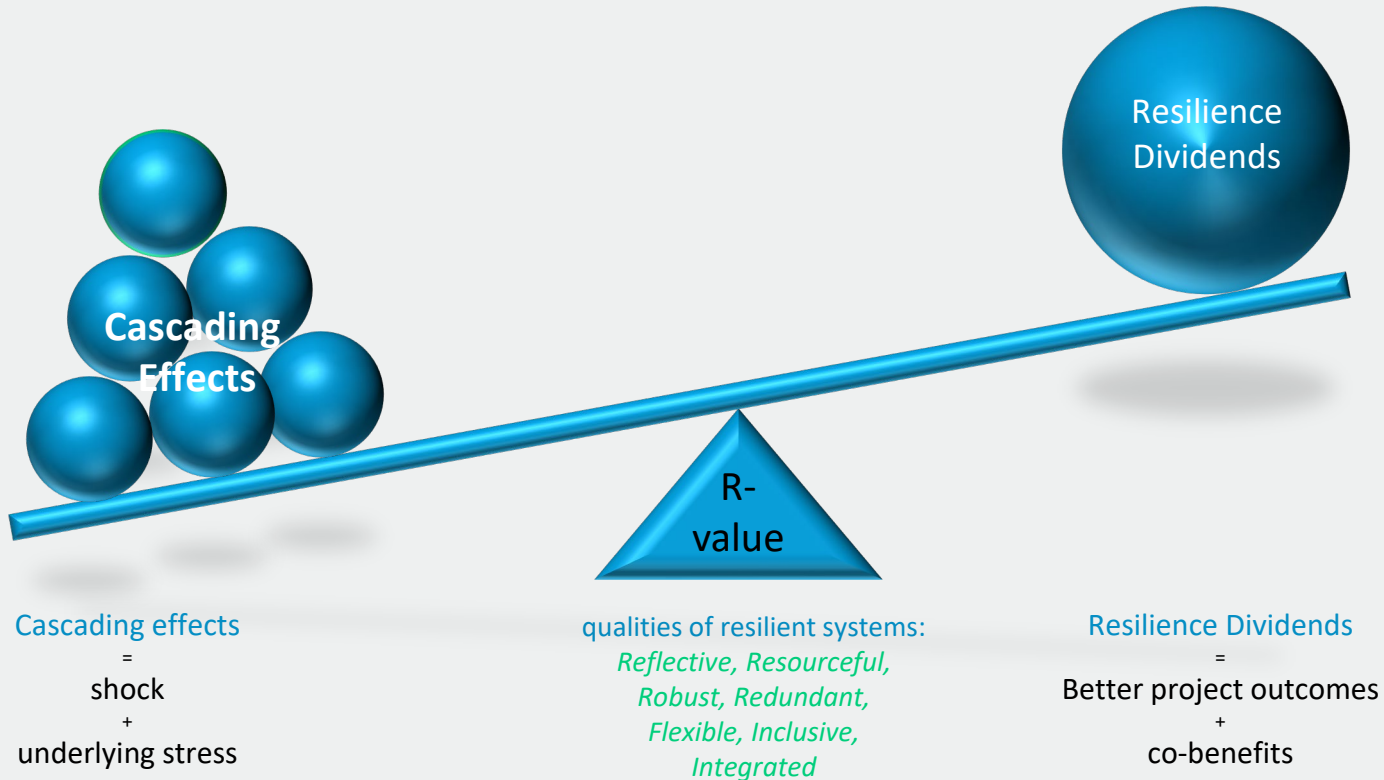 Resilience
Dividends
Cascading
Effects
R-
value
Cascading effects
=
shock
+
underlying stress
qualities of resilient systems:
Reflective, Resourceful,
Robust, Redundant,
Flexible, Inclusive,
Integrated
Resilience Dividends
=
Better project outcomes
+
co-benefits